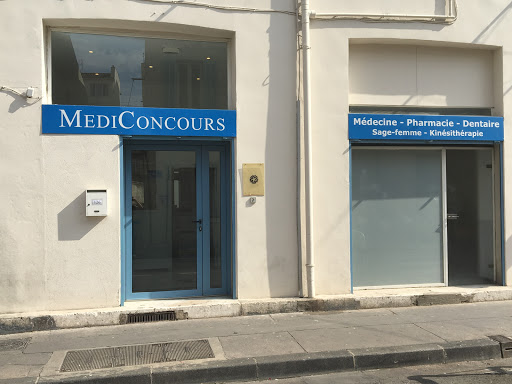 MEDICONCOURS
Médecine - Pharmacie - Dentaire
Sage-femme - Kinésithérapie